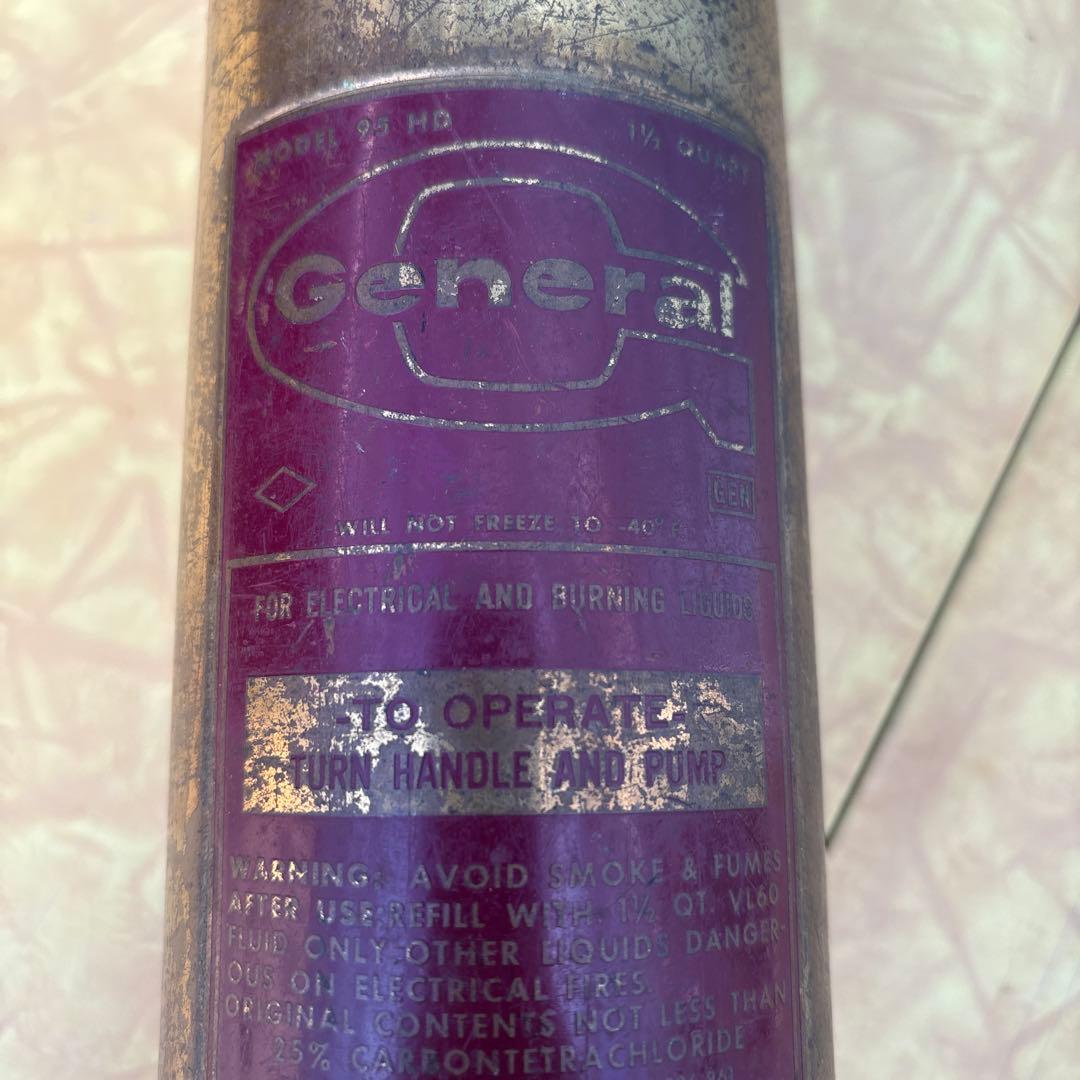 MODEL 95 HD 1½ QUART
General
GEN
WILL NOT FREEZE TO -40° F.
FOR ELECTRICAL AND BURNING LIQUIDS
-TO OPERATE-
TURN HANDLE AND PUMP
WARNING: AVOID SMOKE & FUMES
AFTER USE;REFILL WITH 1½ QT. VL60
FLUID ONLY;OTHER LIQUIDS DANGER-
OUS ON ELECTRICAL FIRES.
ORIGINAL CONTENTS NOT LESS THAN
25% CARBONTETRACHLORIDE